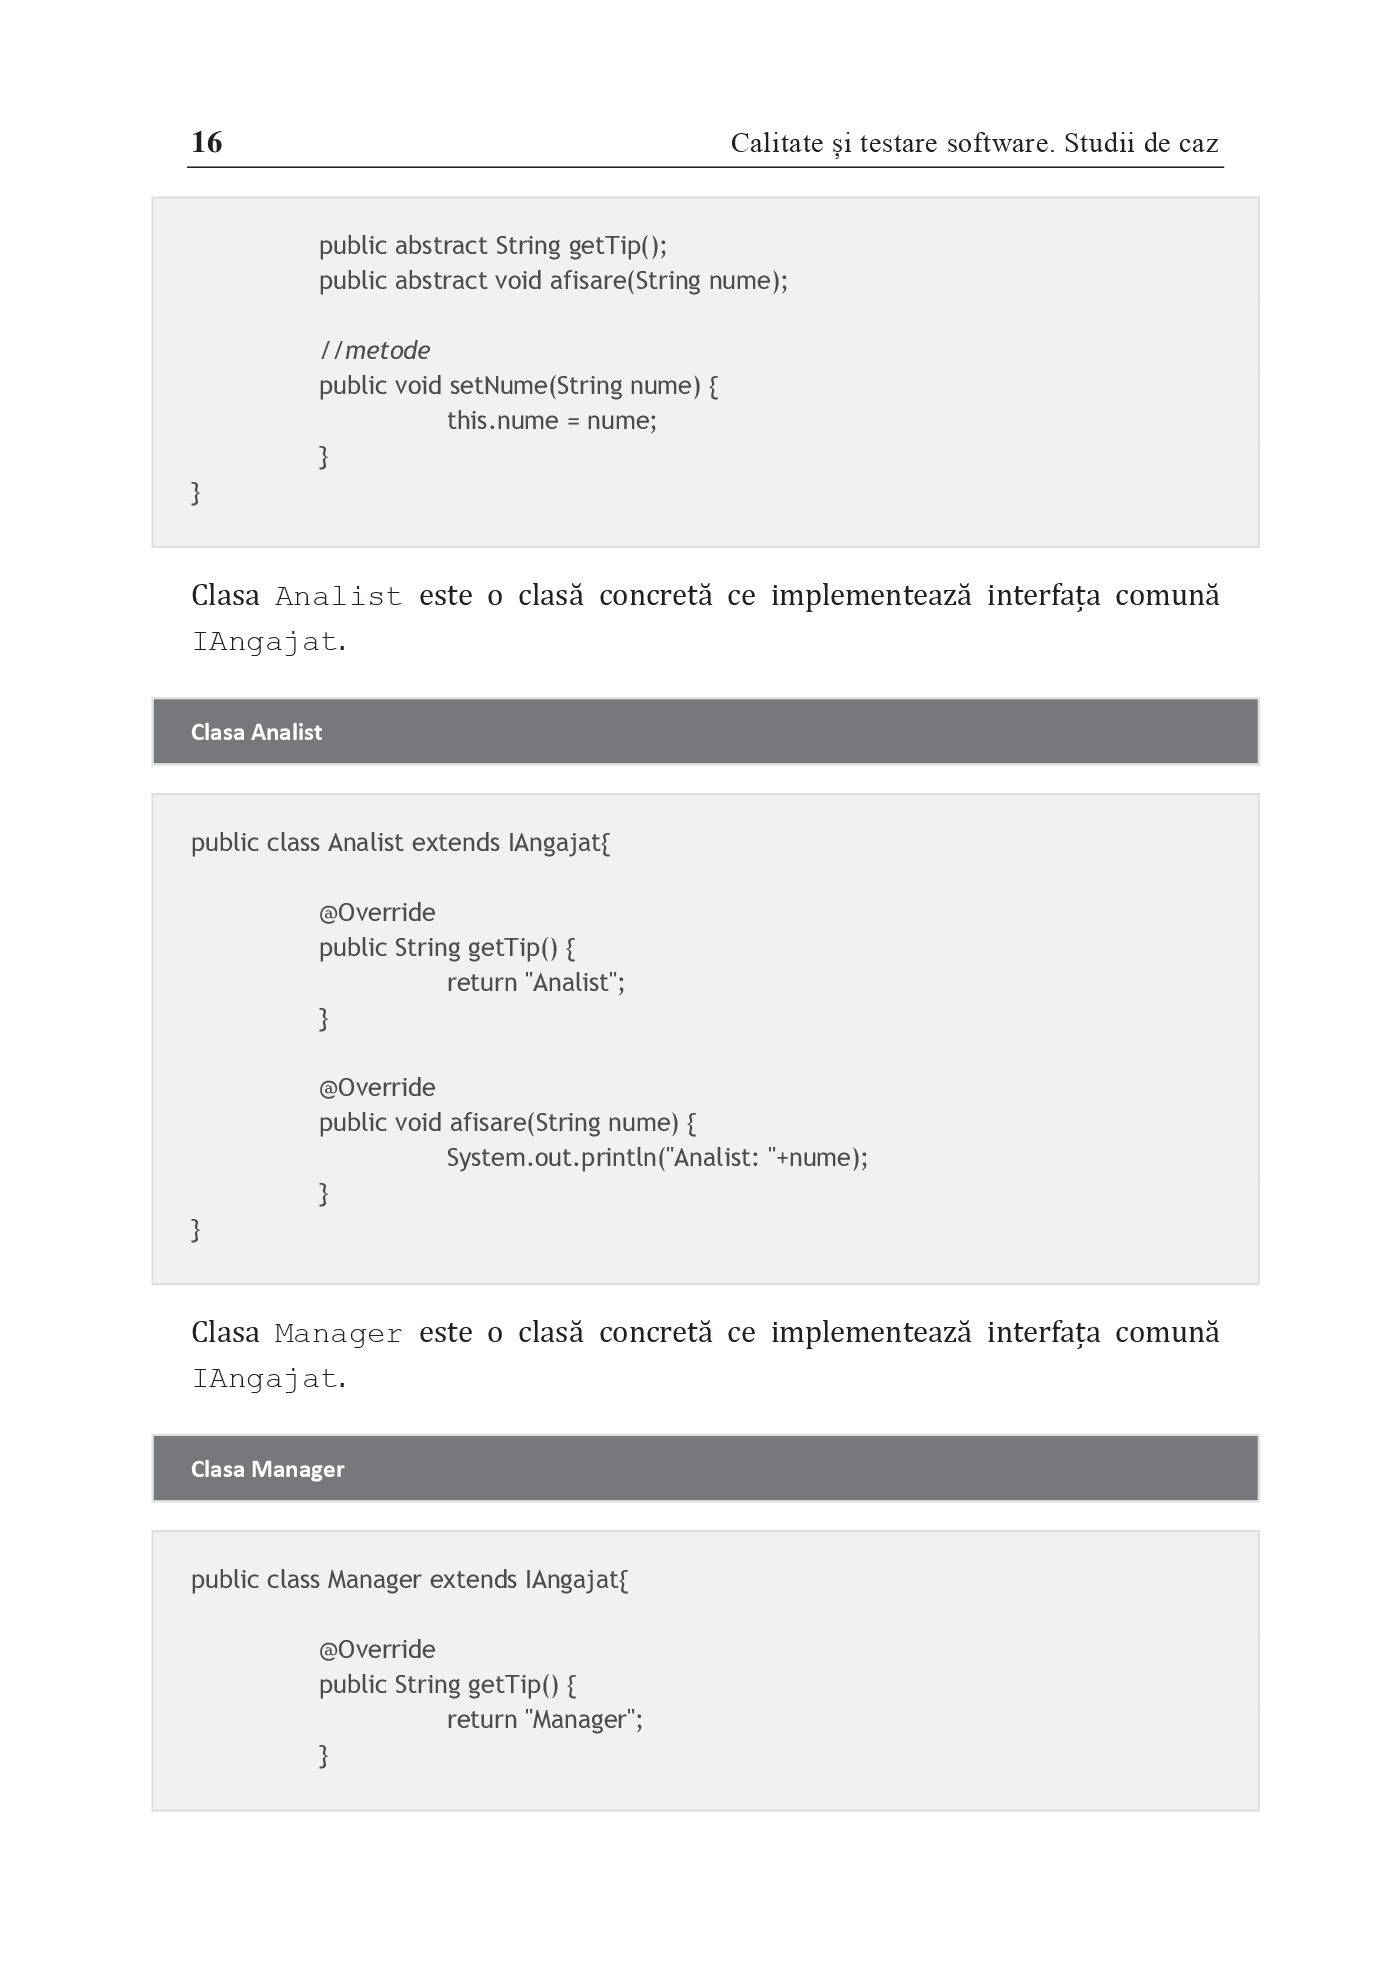 16 Calitate și testare software. Studii de caz
public abstract String getTip();
public abstract void afisare(String nume);
//metode
public void setNume(String nume) {
this.nume = nume;
}
}
Clasa Analist este o clasă concretă ce implementează interfața comună
IAngajat.
Clasa Analist
public class Analist extends IAngajat{
@Override
public String getTip() {
return "Analist";
}
@Override
public void afisare(String nume) {
System.out.println("Analist: "+nume);
}
}
Clasa Manager este o clasă concretă ce implementează interfața comună
IAngajat.
Clasa Manager
public class Manager extends IAngajat{
@Override
public String getTip() {
return "Manager";
}